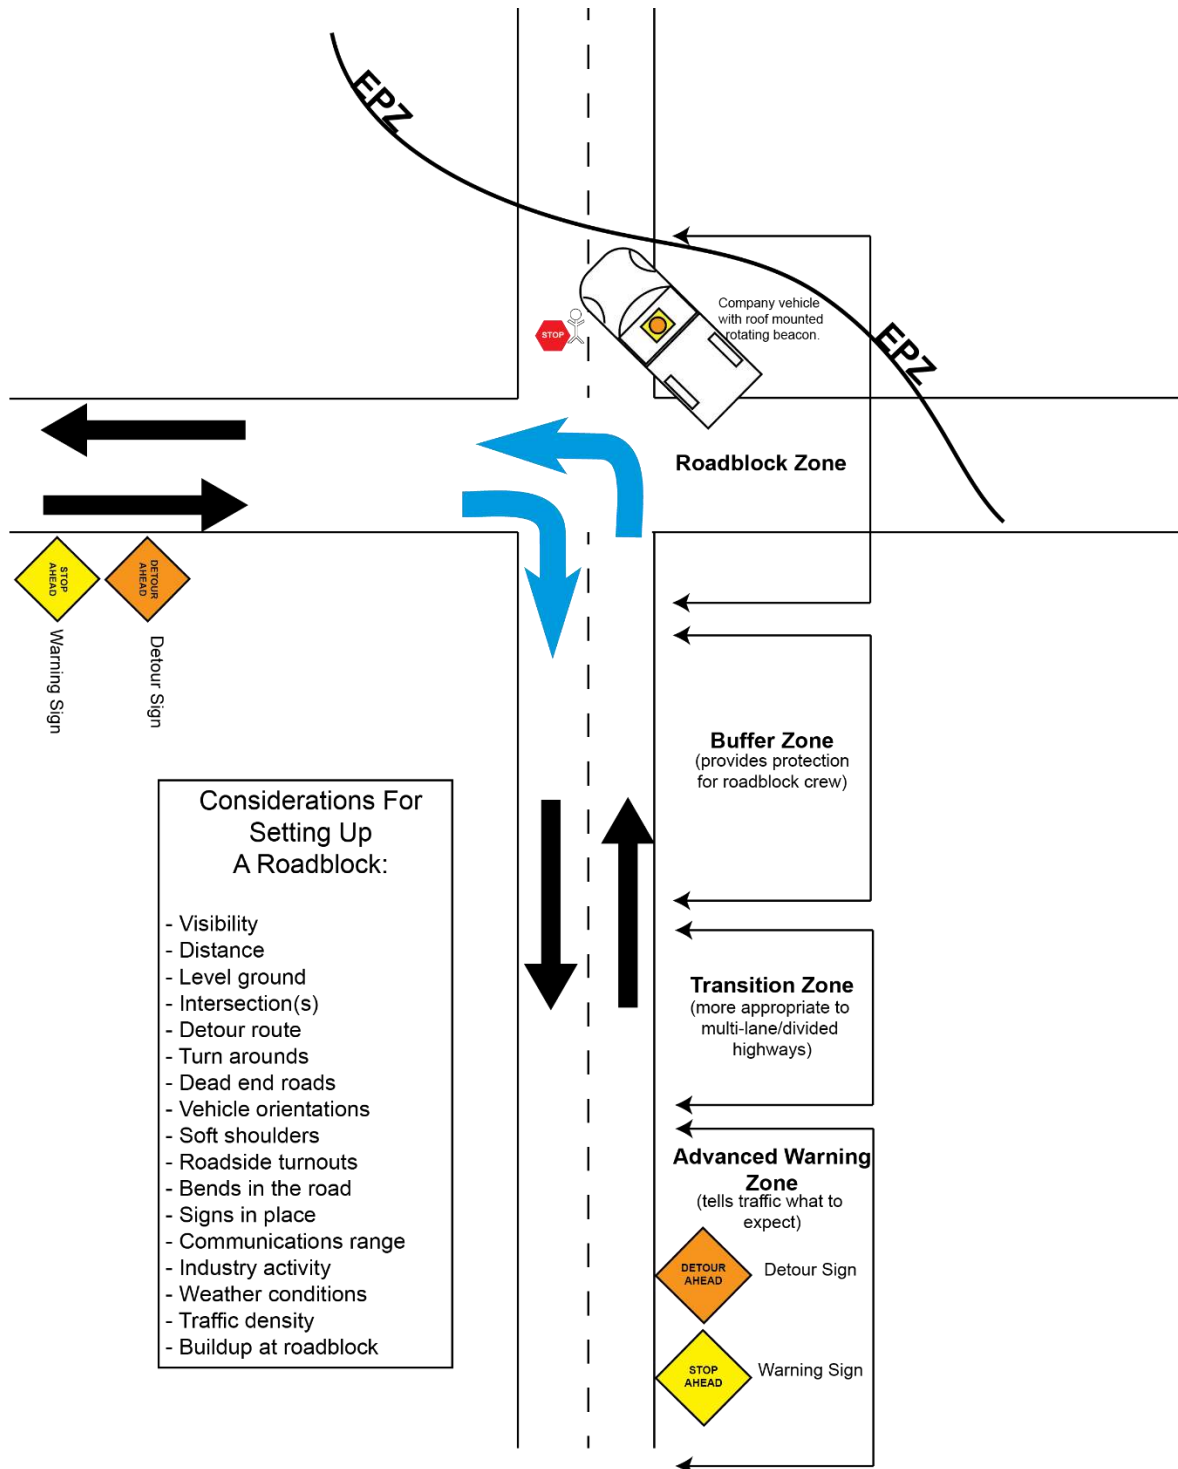 EPZ
Company vehicle
with roof mounted
rotating beacon.
STOP
EPZ
Roadblock Zone
STOP
AHEAD
DETOUR
AHEAD
Warning Sign
Detour Sign
Buffer Zone
(provides protection
for roadblock crew)
Considerations For
Setting Up
A Roadblock:
- Visibility
- Distance
- Level ground
- Intersection(s)
- Detour route
- Turn arounds
- Dead end roads
- Vehicle orientations
- Soft shoulders
- Roadside turnouts
- Bends in the road
- Signs in place
- Communications range
- Industry activity
- Weather conditions
- Traffic density
- Buildup at roadblock
Transition Zone
(more appropriate to
multi-lane/divided
highways)
Advanced Warning
Zone
(tells traffic what to
expect)
DETOUR
AHEAD
Detour Sign
STOP
AHEAD
Warning Sign